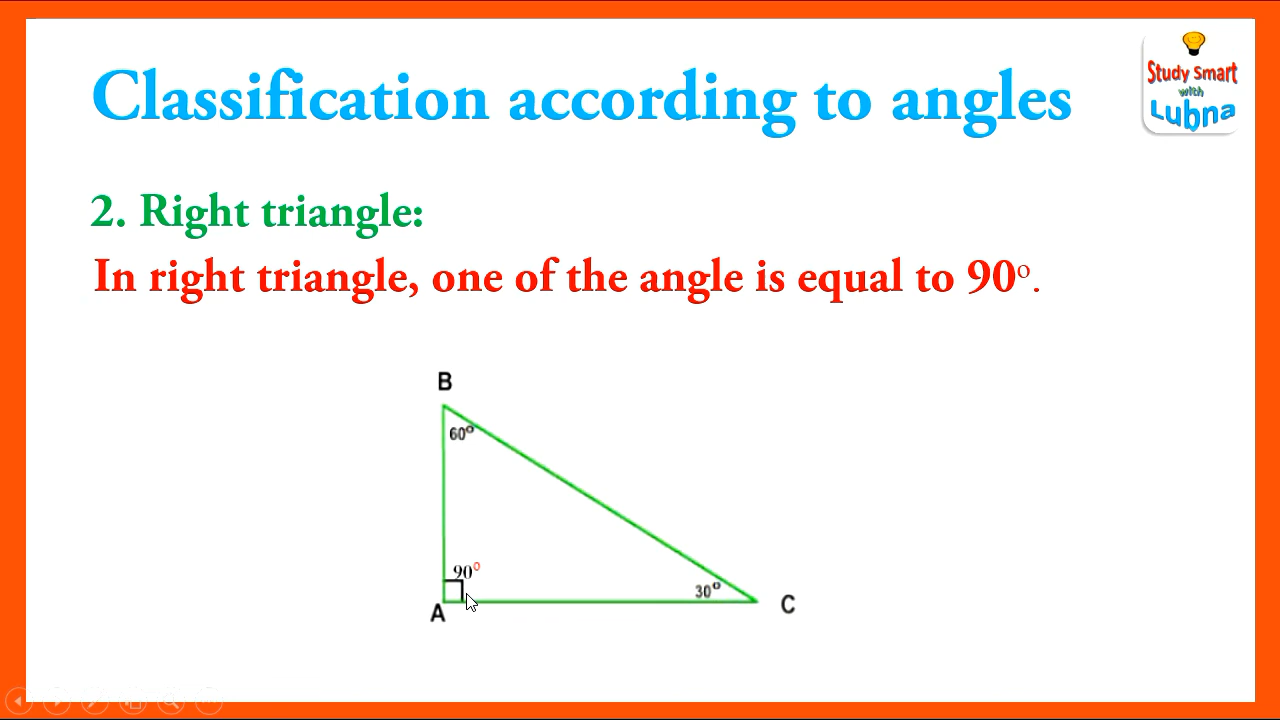 Classification according to angles
Study Smart
with
Lubna
2. Right triangle:
In right triangle, one of the angle is equal to 90°.
B
60°
90°
A
30°
C